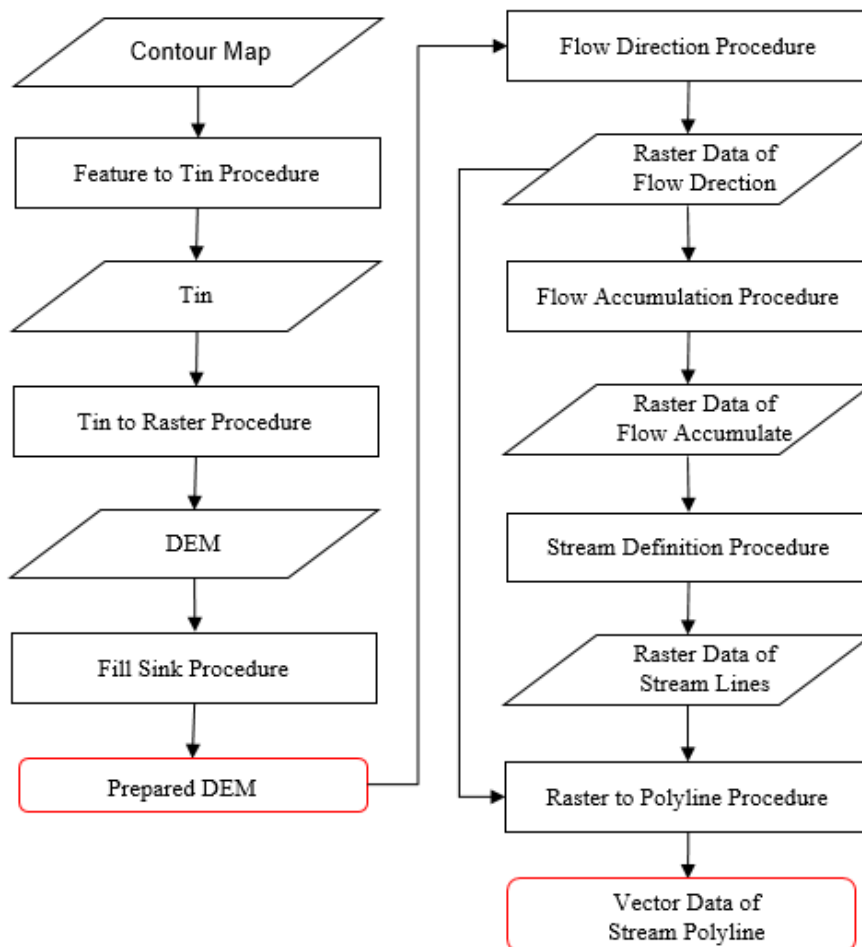 Contour Map
Feature to Tin Procedure
Tin
Tin to Raster Procedure
DEM
Fill Sink Procedure
Prepared DEM
Flow Direction Procedure
Raster Data of
Flow Direction
Flow Accumulation Procedure
Raster Data of
Flow Accumulate
Stream Definition Procedure
Raster Data of
Stream Lines
Raster to Polyline Procedure
Vector Data of
Stream Polyline